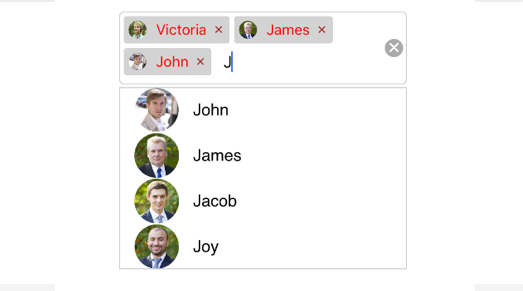 Victoria × James ×
John × J
John
James
Jacob
Joy